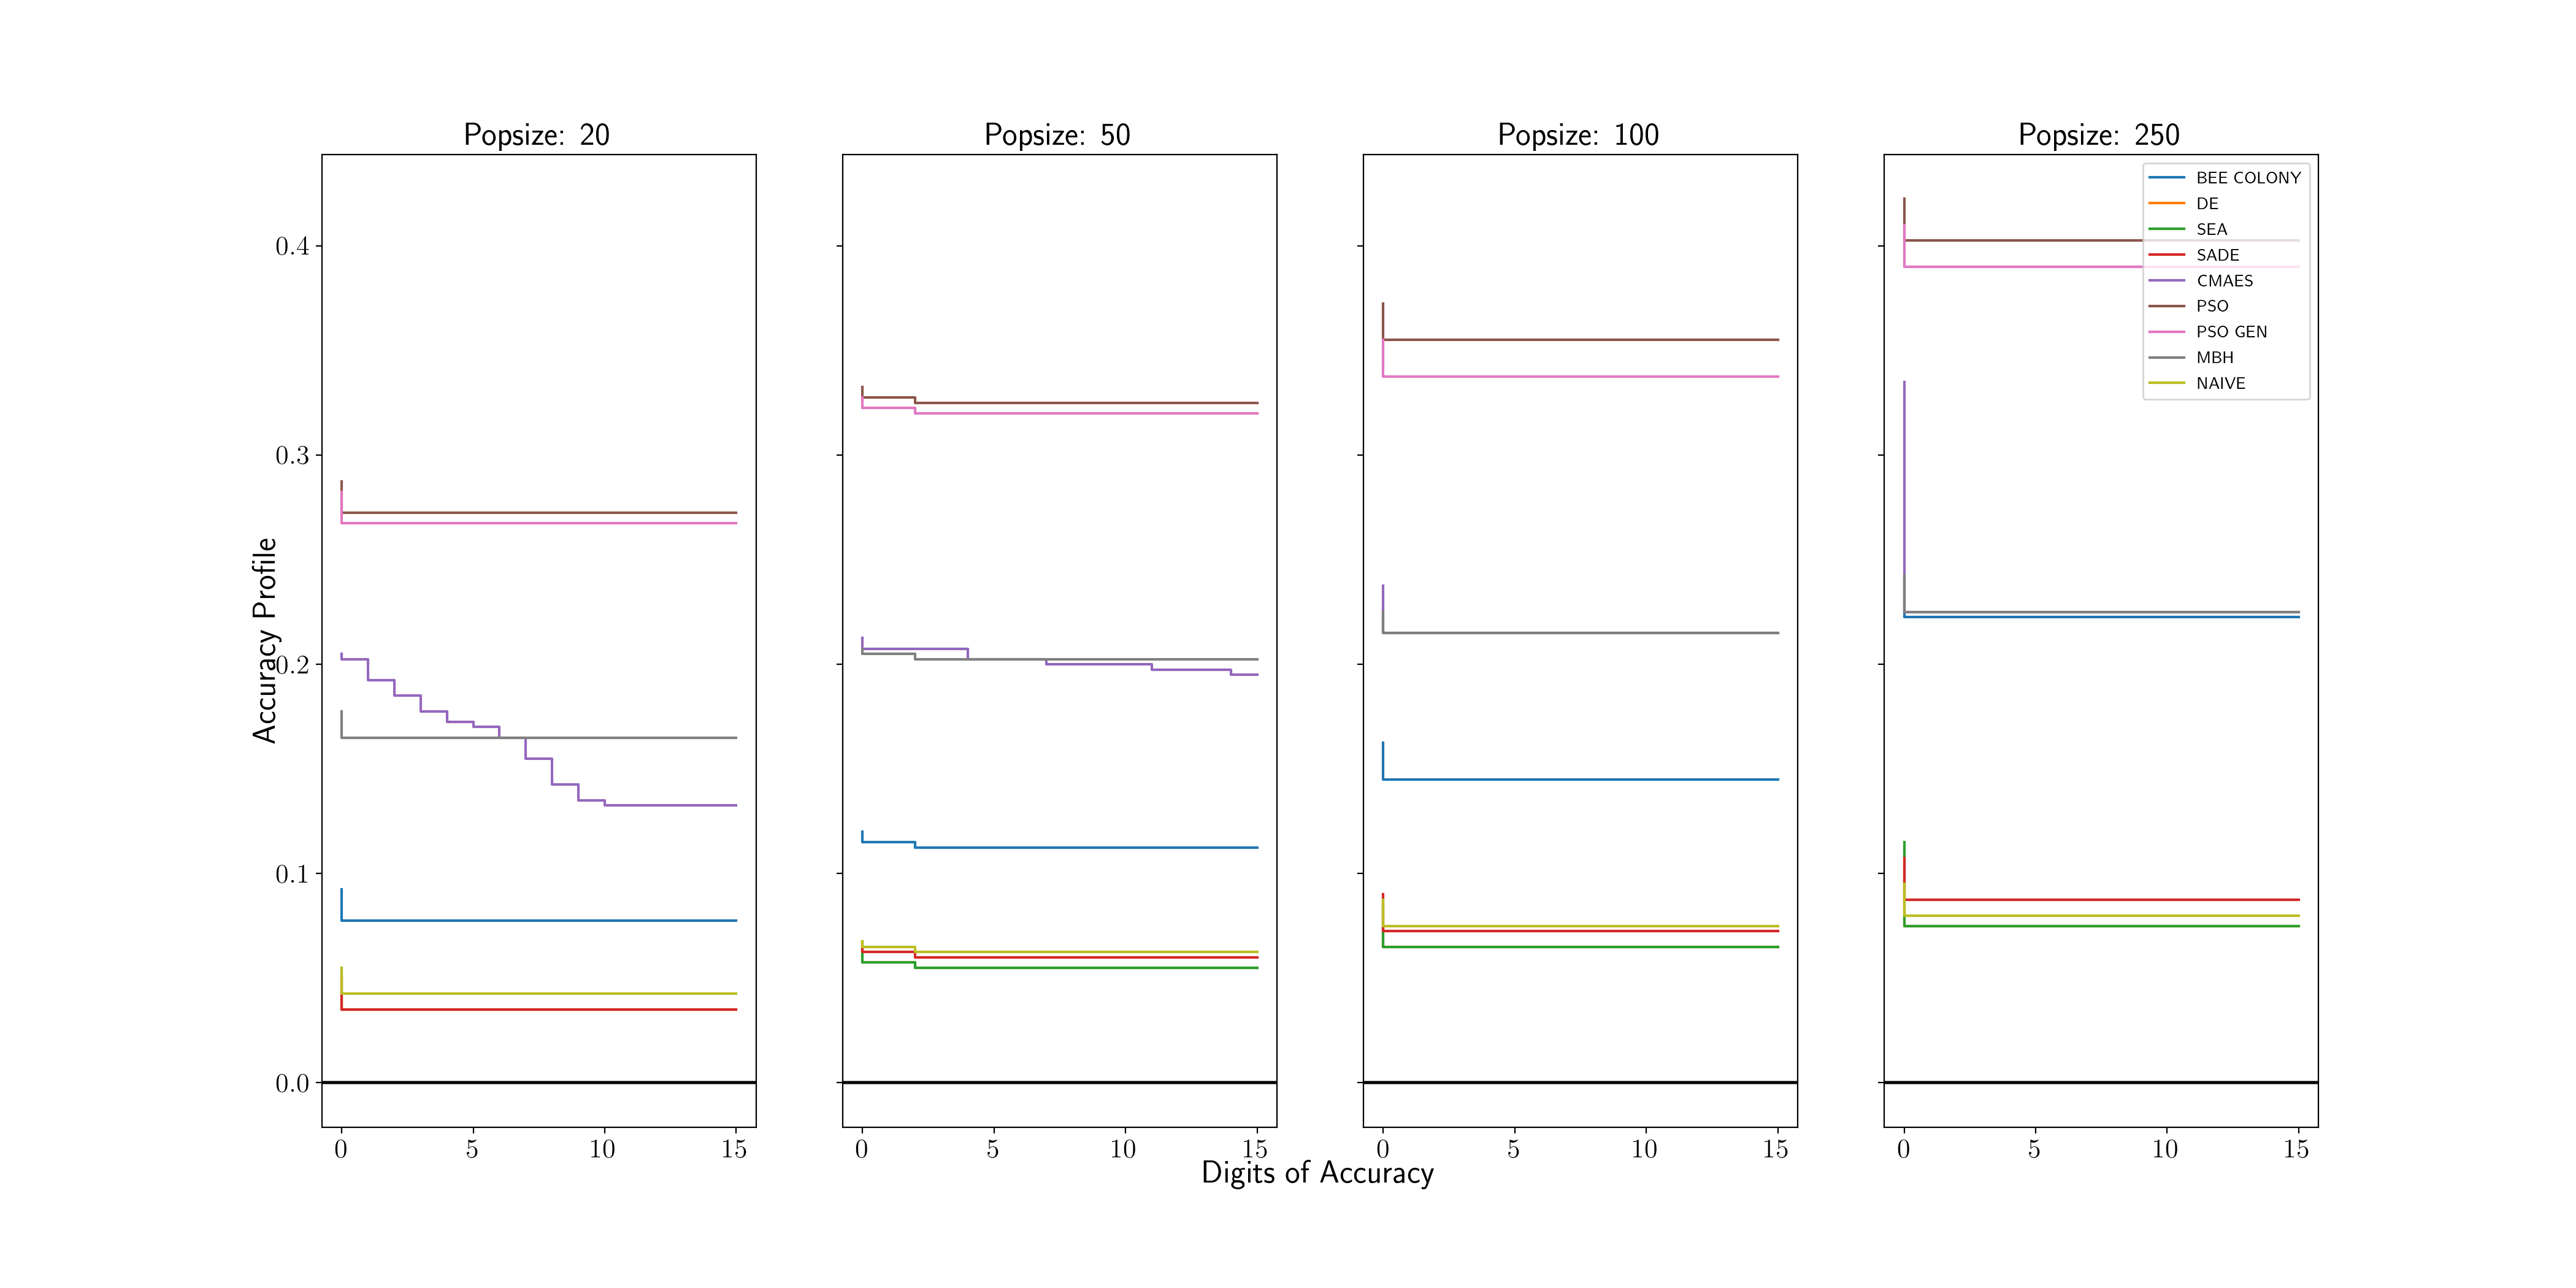 Popsize: 20
Popsize: 50
Popsize: 100
Popsize: 250
BEE COLONY
DE
SEA
SADE
CMAES
PSO
PSO GEN
MBH
NAIVE
0.4
0.3
0.2
0.1
0.0
Accuracy Profile
0 5 10 15
0 5 10 15
0 5 10 15
0 5 10 15
Digits of Accuracy